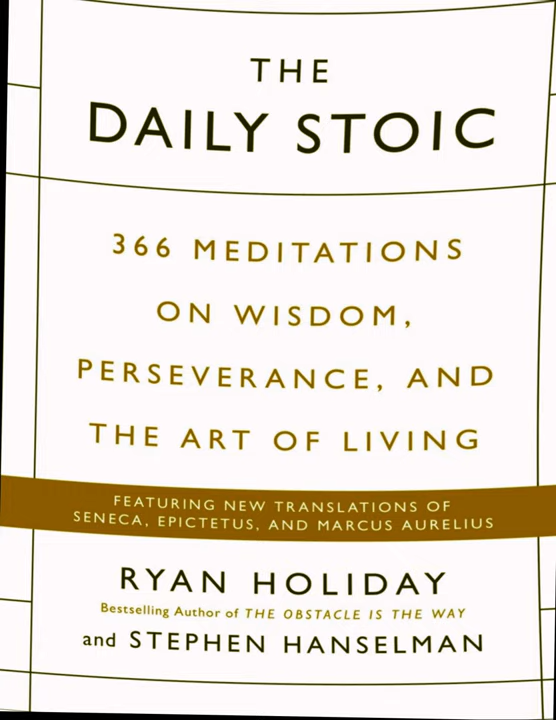 THE
DAILY STOIC
366 MEDITATIONS
ON WISDOM,
PERSEVERANCE, AND
THE ART OF LIVING
FEATURING NEW TRANSLATIONS OF
SENECA, EPICTETUS, AND MARCUS AURELIUS
RYAN HOLIDAY
Bestselling Author of THE OBSTACLE IS THE WAY
and STEPHEN HANSELMAN